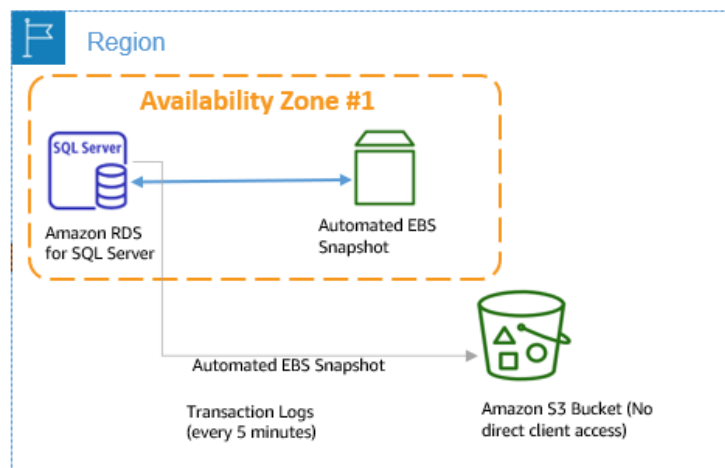 Region
Availability Zone #1
SQL Server
Amazon RDS
for SQL Server
Automated EBS
Snapshot
Automated EBS Snapshot
Transaction Logs
(every 5 minutes)
Amazon S3 Bucket (No
direct client access)